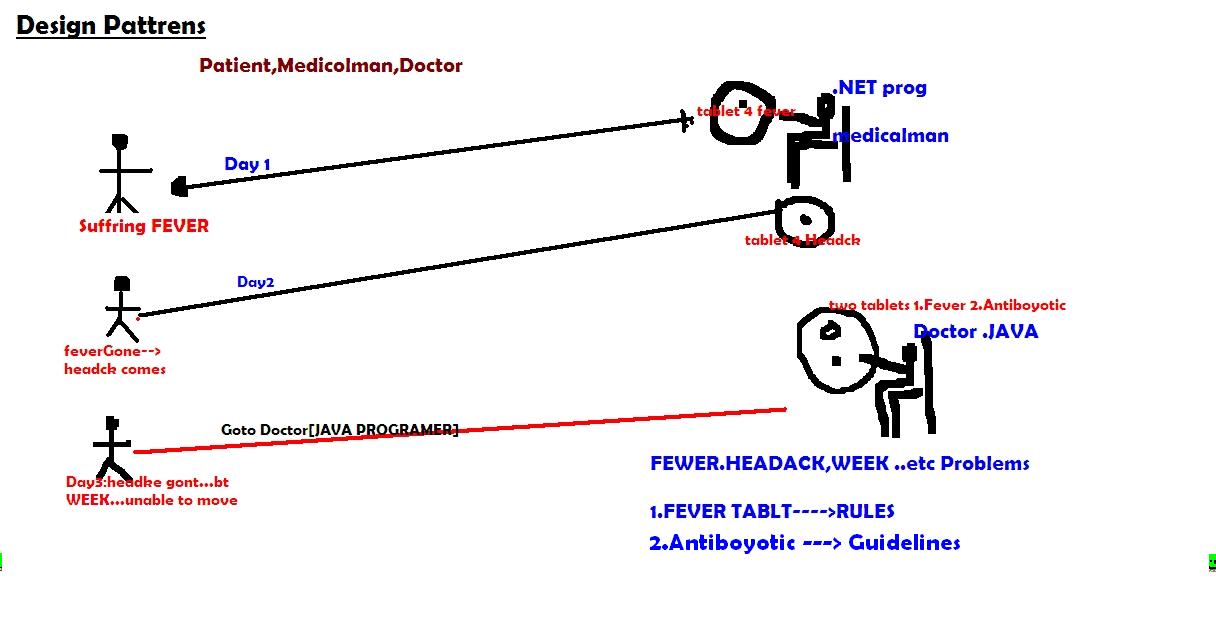 Design Pattrens
Patient,Medicolman,Doctor
.NET prog
tablet 4 fever
medicalman
Day 1
Suffring FEVER
tablet 4 Headck
Day2
two tablets 1.Fever 2.Antiboyotic
Doctor .JAVA
feverGone-->
headck comes
Goto Doctor[JAVA PROGRAMER]
FEWER.HEADACK,WEEK ..etc Problems
Day3:headke gont...bt
WEEK...unable to move
1.FEVER TABLT---->RULES
2.Antiboyotic ---> Guidelines